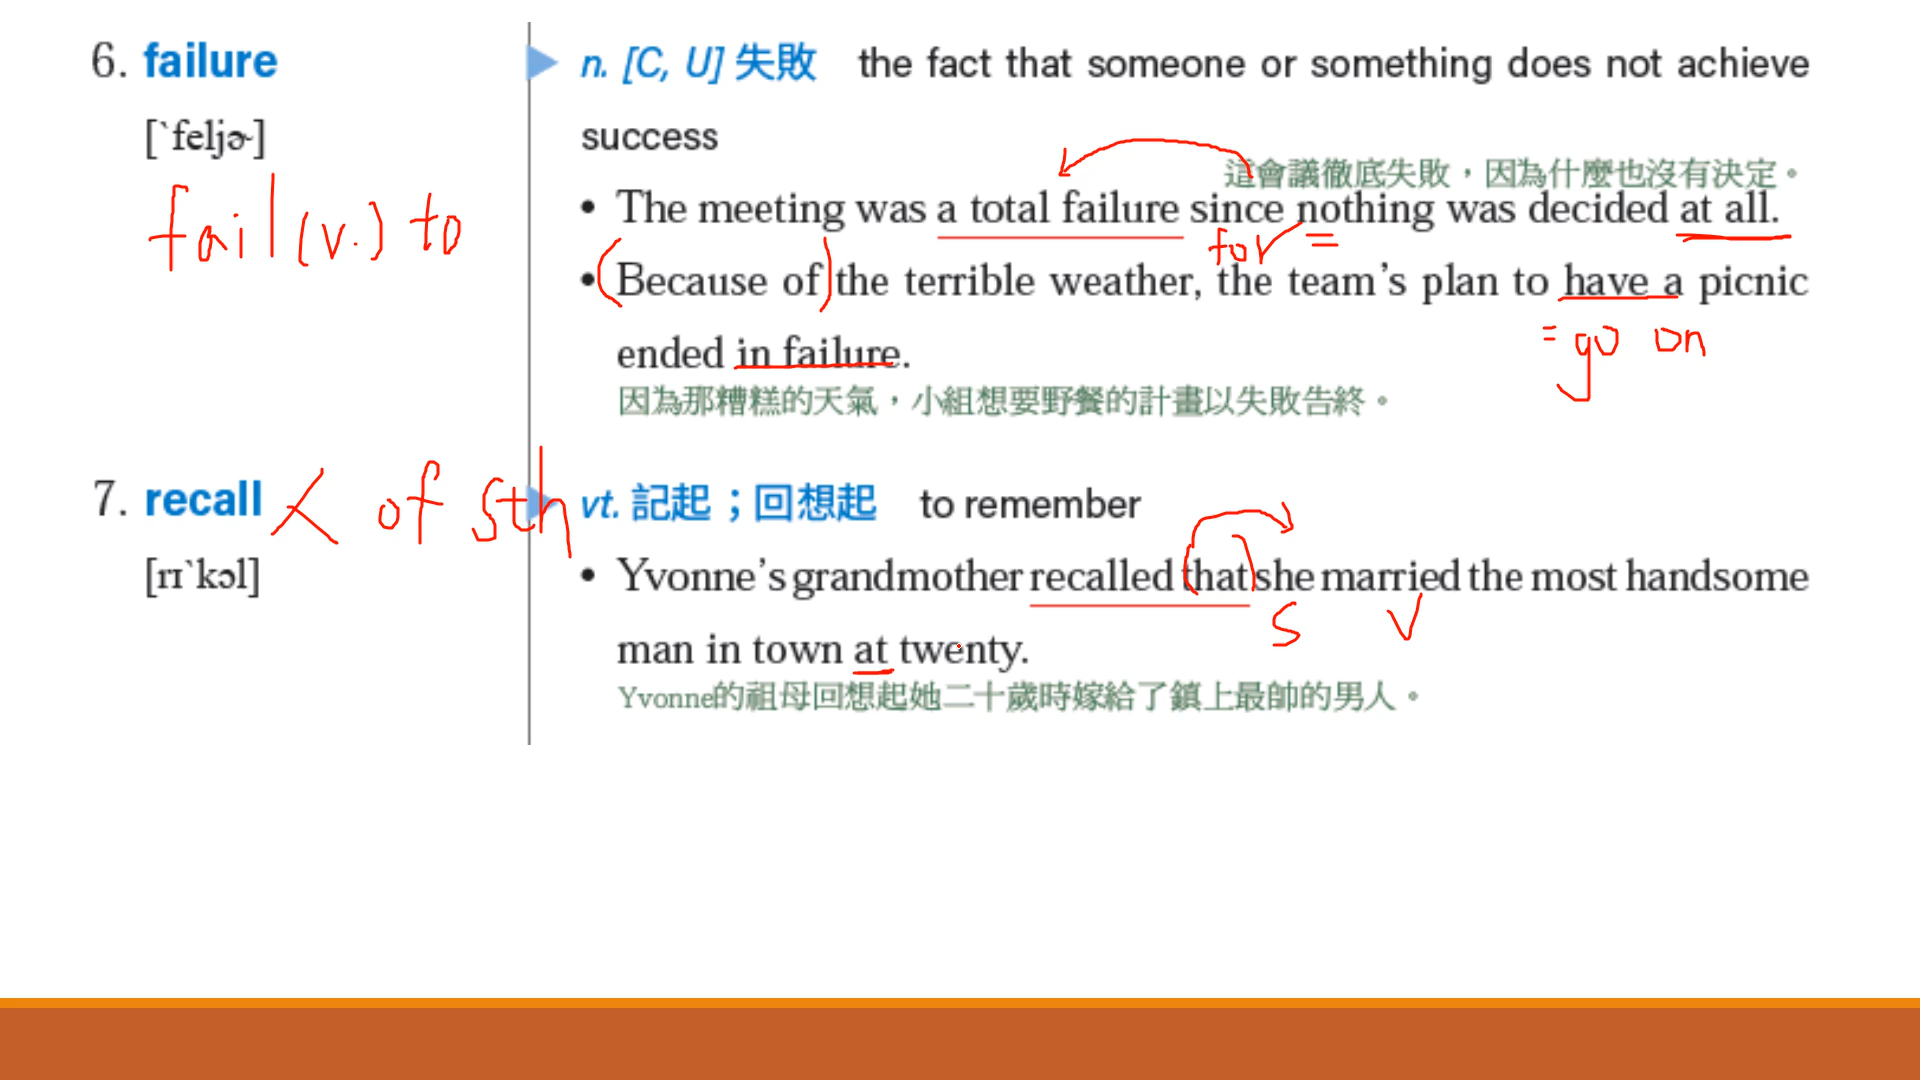 6. failure
[ˋfeljɚ]
fail (v.) to
n. [C, U] 失敗 the fact that someone or something does not achieve
success
這會議徹底失敗，因為什麼也沒有決定。
• The meeting was a total failure since nothing was decided at all.
for =
• (Because of) the terrible weather, the team's plan to have a picnic
= go on
ended in failure.
因為那糟糕的天氣，小組想要野餐的計畫以失敗告終。
7. recall
of sth
[rɪˋkɔl]
vt. 記起；回想起 to remember
• Yvonne's grandmother recalled (that) she married the most handsome
S V
man in town at twenty.
Yvonne的祖母回想起她二十歲時嫁給了鎮上最帥的男人。